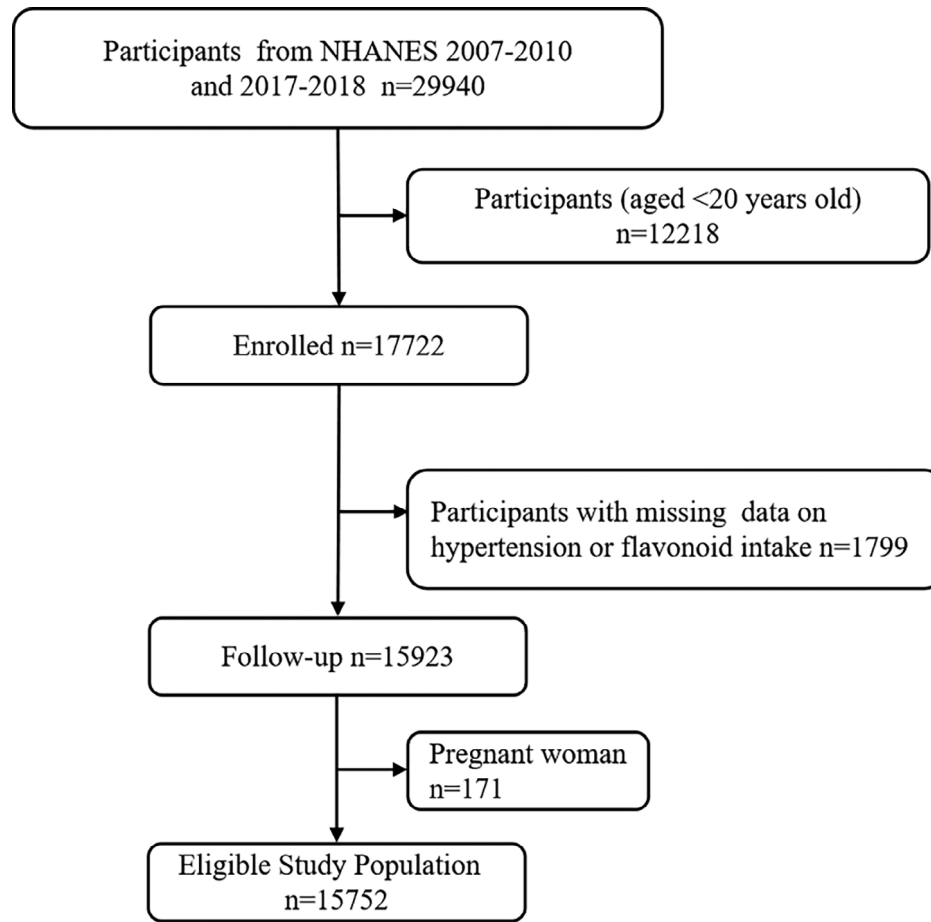 Participants from NHANES 2007-2010
and 2017-2018 n=29940
Participants (aged <20 years old)
n=12218
Enrolled n=17722
Participants with missing data on
hypertension or flavonoid intake n=1799
Follow-up n=15923
Pregnant woman
n=171
Eligible Study Population
n=15752